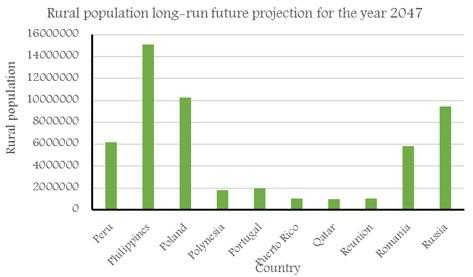 Rural population long-run future projection for the year 2047
16000000
14000000
12000000
10000000
8000000
6000000
4000000
2000000
0
Rural population
Peru
Philippines
Poland
Polynesia
Portugal
Puerto Rico
Qatar
Reunion
Romania
Russia
Country